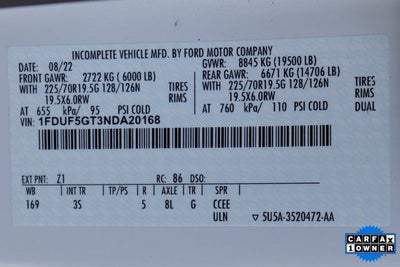 INCOMPLETE VEHICLE MFD. BY FORD MOTOR COMPANY
DATE: 08/22 GVWR: 8845 KG (19500 LB)
FRONT GAWR: 2722 KG ( 6000 LB) REAR GAWR: 6671 KG (14706 LB)
WITH 225/70R19.5G 128/126N TIRES WITH 225/70R19.5G 128/126N TIRES
19.5X6.0RW RIMS 19.5X6.0RW RIMS
AT 655 kPa/ 95 PSI COLD AT 760 kPa/ 110 PSI COLD DUAL
VIN: 1FDUF5GT3NDA20168
EXT PNT: Z1 RC: 86 DSO:
WB INT TR TP/PS R AXLE TR SPR
169 3S 5 8L G CCEE
ULN ▽5U5A-3520472-AA
CARFAX
1 OWNER